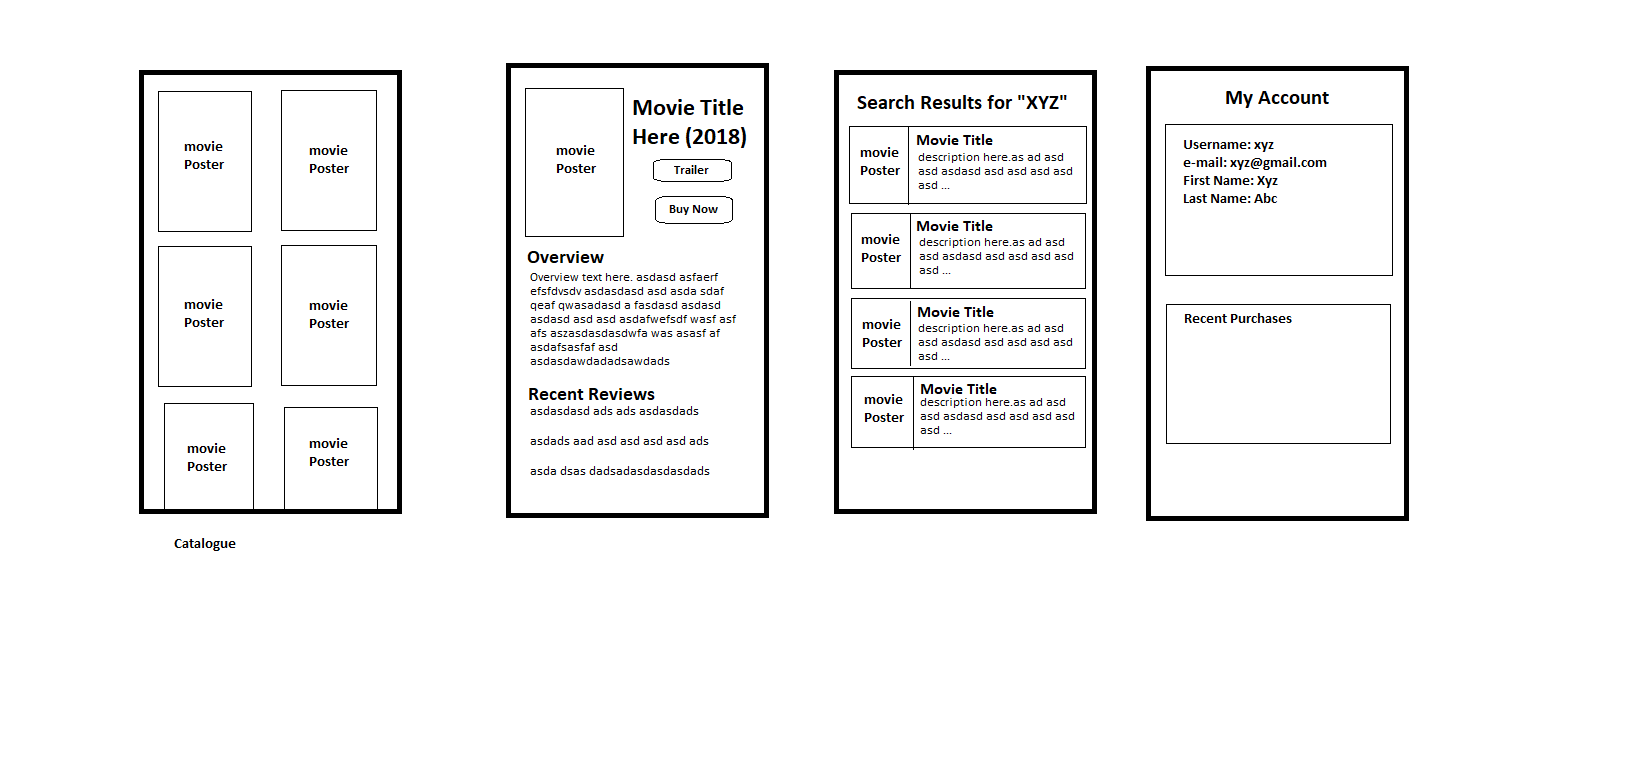 movie
Poster
movie
Poster
movie
Poster
movie
Poster
movie
Poster
movie
Poster
Catalogue
movie
Poster
Movie Title
Here (2018)
Trailer
Buy Now
Overview
Overview text here. asdasd asfaerf
efsfdvsdv asdasdasd asd asda sdaf
qeaf qwasadasd a fasdasd asdasd
asdasd asd asd asdafwefsdf wasf asf
afs aszasdasdasdwfa was asasf af
asdafsasfaf asd
asdasdawdadadsawdads
Recent Reviews
asdasdasd ads ads asdasdads
asdads aad asd asd asd asd ads
asda dsas dadsadasdasdasdads
Search Results for "XYZ"
movie
Poster
Movie Title
description here.as ad asd
asd asdasd asd asd asd asd
asd ...
movie
Poster
Movie Title
description here.as ad asd
asd asdasd asd asd asd asd
asd ...
movie
Poster
Movie Title
description here.as ad asd
asd asdasd asd asd asd asd
asd ...
movie
Poster
Movie Title
description here.as ad asd
asd asdasd asd asd asd asd
asd ...
My Account
Username: xyz
e-mail: xyz@gmail.com
First Name: Xyz
Last Name: Abc
Recent Purchases